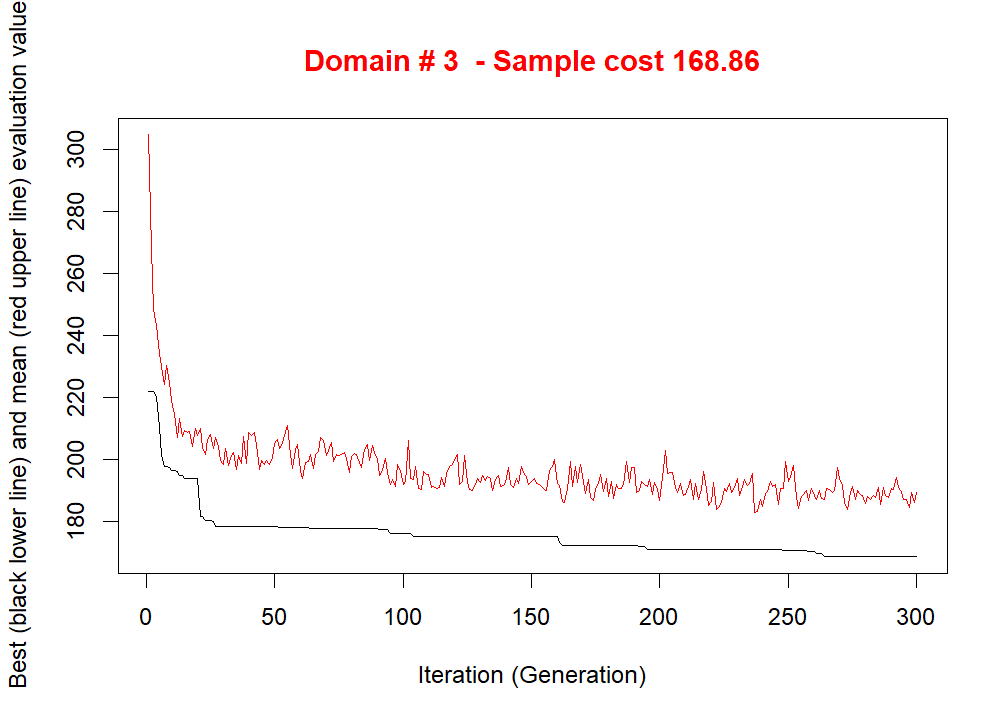 Domain # 3  - Sample cost 168.86
Best (black lower line) and mean (red upper line) evaluation value
300
280
260
240
220
200
180
0 50 100 150 200 250 300
Iteration (Generation)